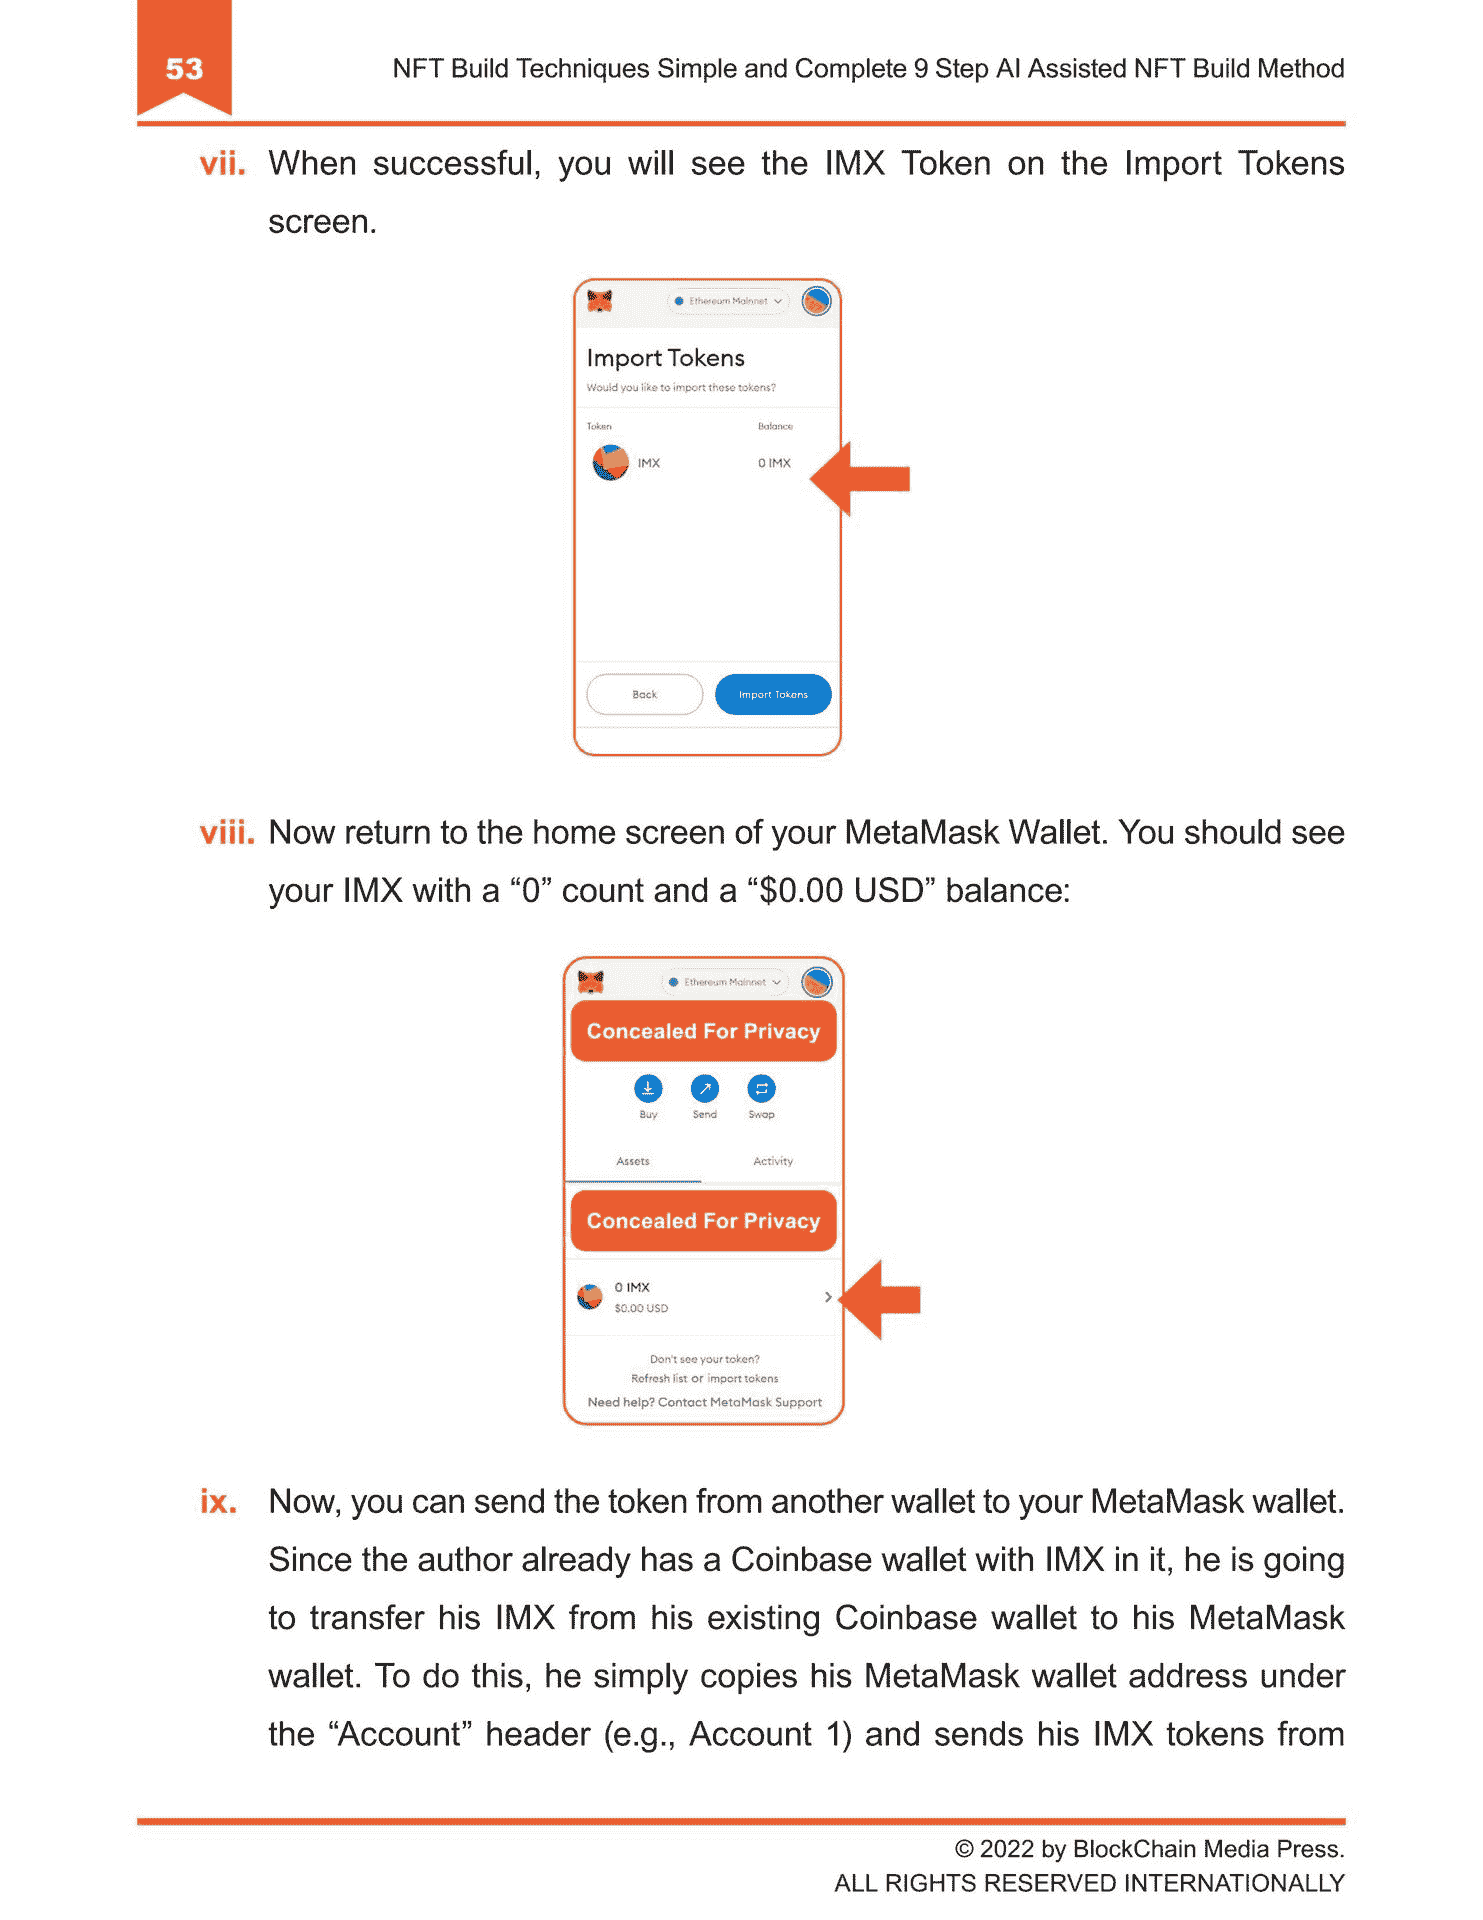 53
NFT Build Techniques Simple and Complete 9 Step AI Assisted NFT Build Method
vii. When successful, you will see the IMX Token on the Import Tokens
screen.
Ethereum Mainnet
Import Tokens
Would you like to import these tokens?
Token Balance
IMX 0 IMX
Back Import Tokens
viii. Now return to the home screen of your MetaMask Wallet. You should see
your IMX with a “0” count and a “$0.00 USD” balance:
Ethereum Mainnet
Concealed For Privacy
Buy Send Swap
Assets Activity
Concealed For Privacy
0 IMX
$0.00 USD
Don't see your token?
Refresh list or import tokens
Need help? Contact MetaMask Support
ix. Now, you can send the token from another wallet to your MetaMask wallet.
Since the author already has a Coinbase wallet with IMX in it, he is going
to transfer his IMX from his existing Coinbase wallet to his MetaMask
wallet. To do this, he simply copies his MetaMask wallet address under
the “Account” header (e.g., Account 1) and sends his IMX tokens from
© 2022 by BlockChain Media Press.
ALL RIGHTS RESERVED INTERNATIONALLY